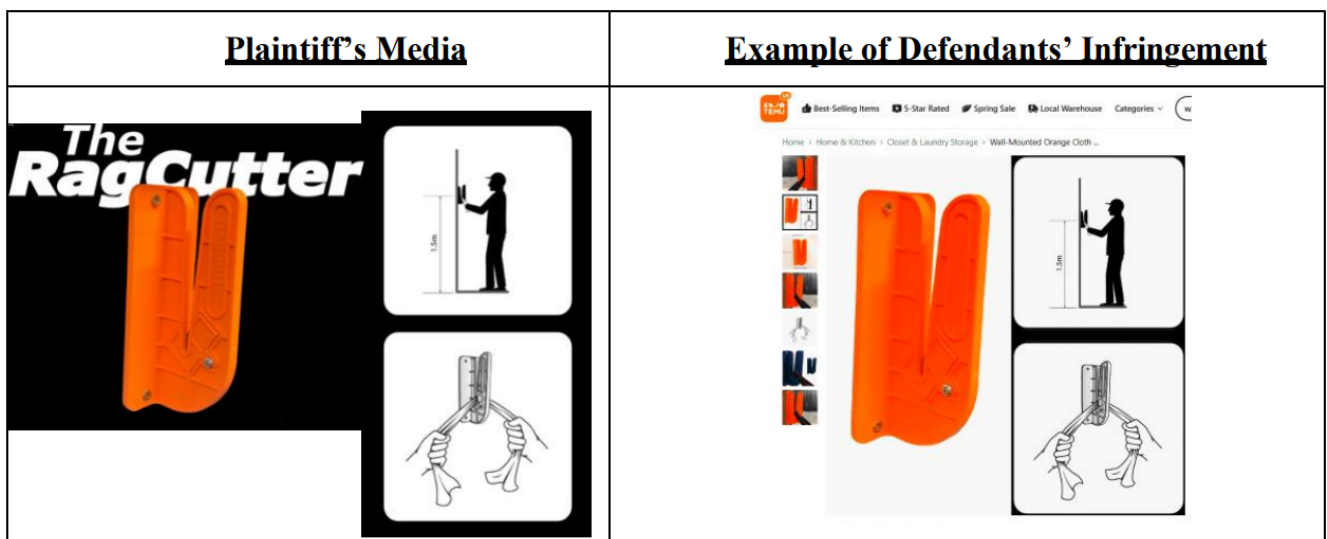 Plaintiff's Media
Example of Defendants' Infringement
The
RagCutter
1.5m
TEMU
US
Best-Selling Items
5-Star Rated
Spring Sale
Local Warehouse
Categories
Home › Home & Kitchen › Closet & Laundry Storage › Wall-Mounted Orange Cloth ...
1.5m